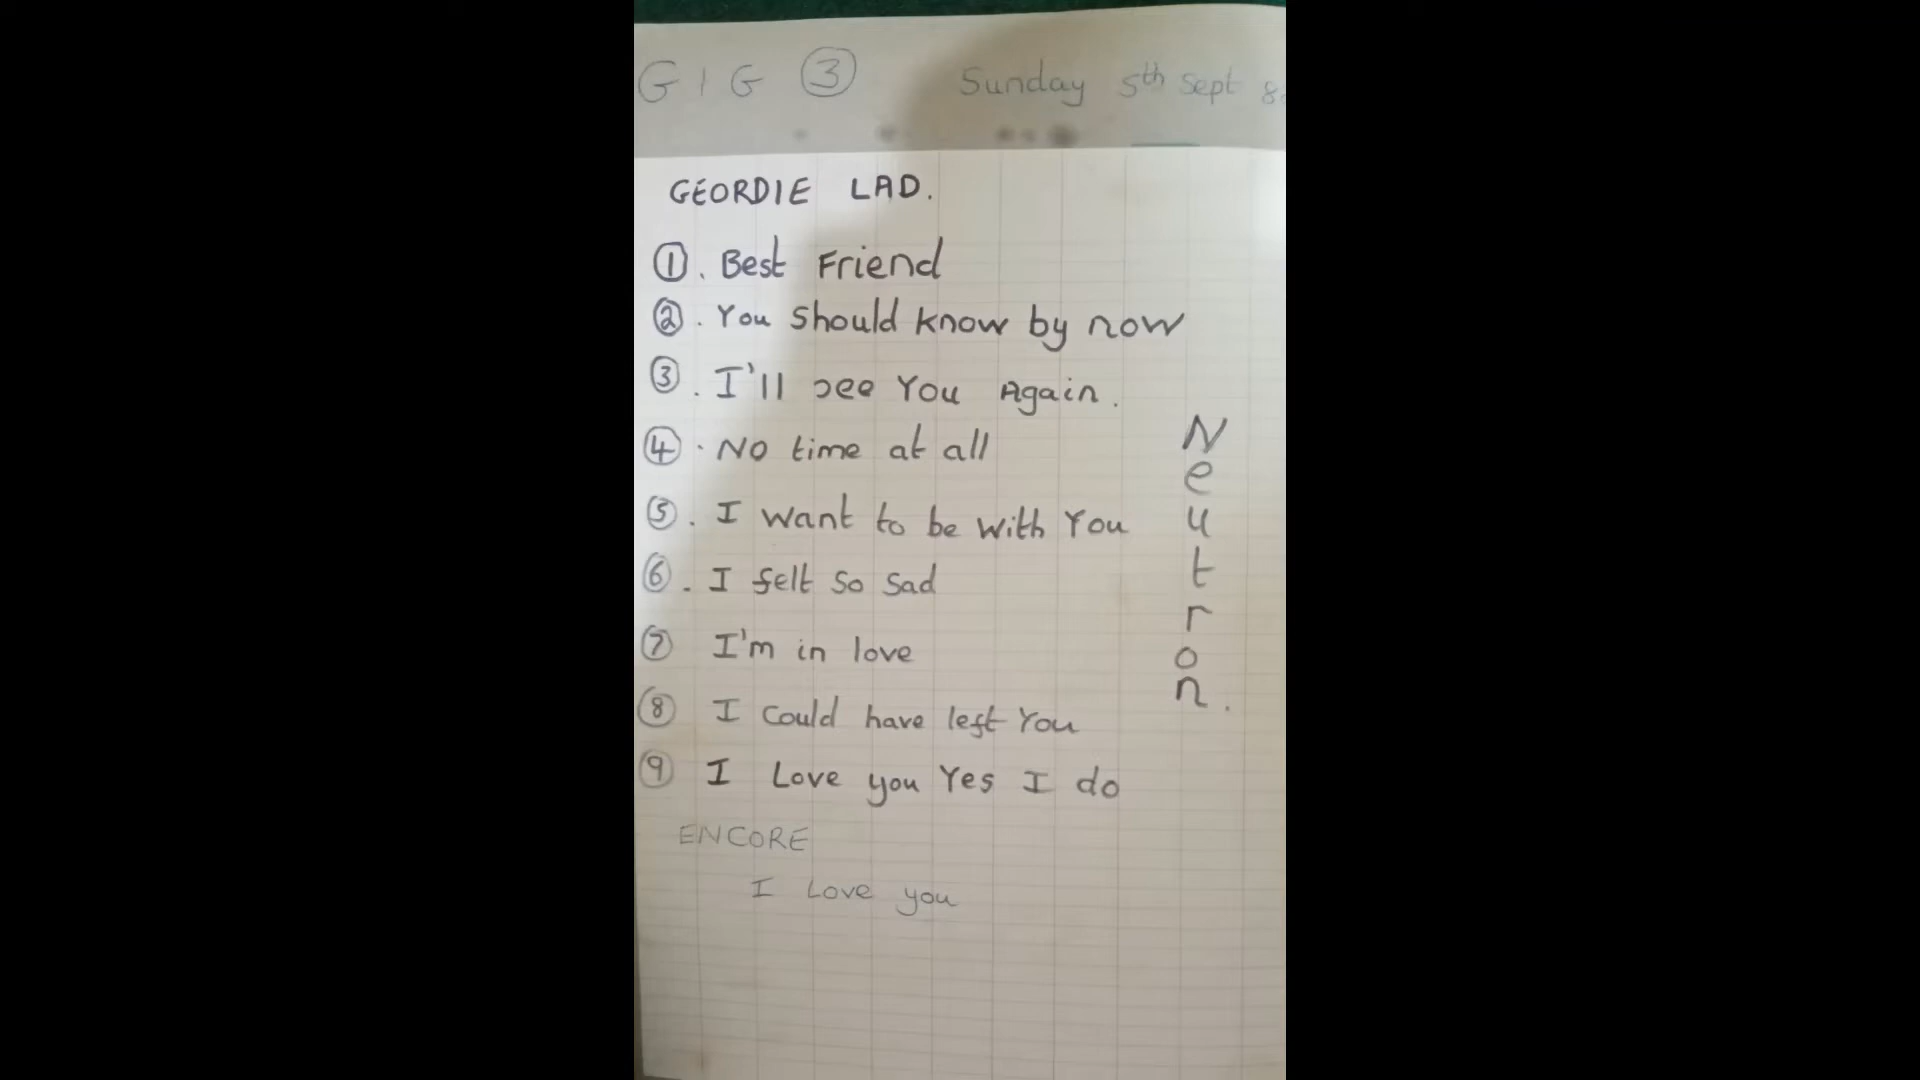 GIG ③ Sunday 5th Sept 8
GEORDIE LAD.
①. Best Friend
②. You should know by now
③. I'll see You Again.
④. NO time at all
⑤. I want to be with You
⑥. I felt so sad
⑦ I'm in love
⑧ I could have left You
⑨ I Love you Yes I do
ENCORE
I Love you
Neutron.